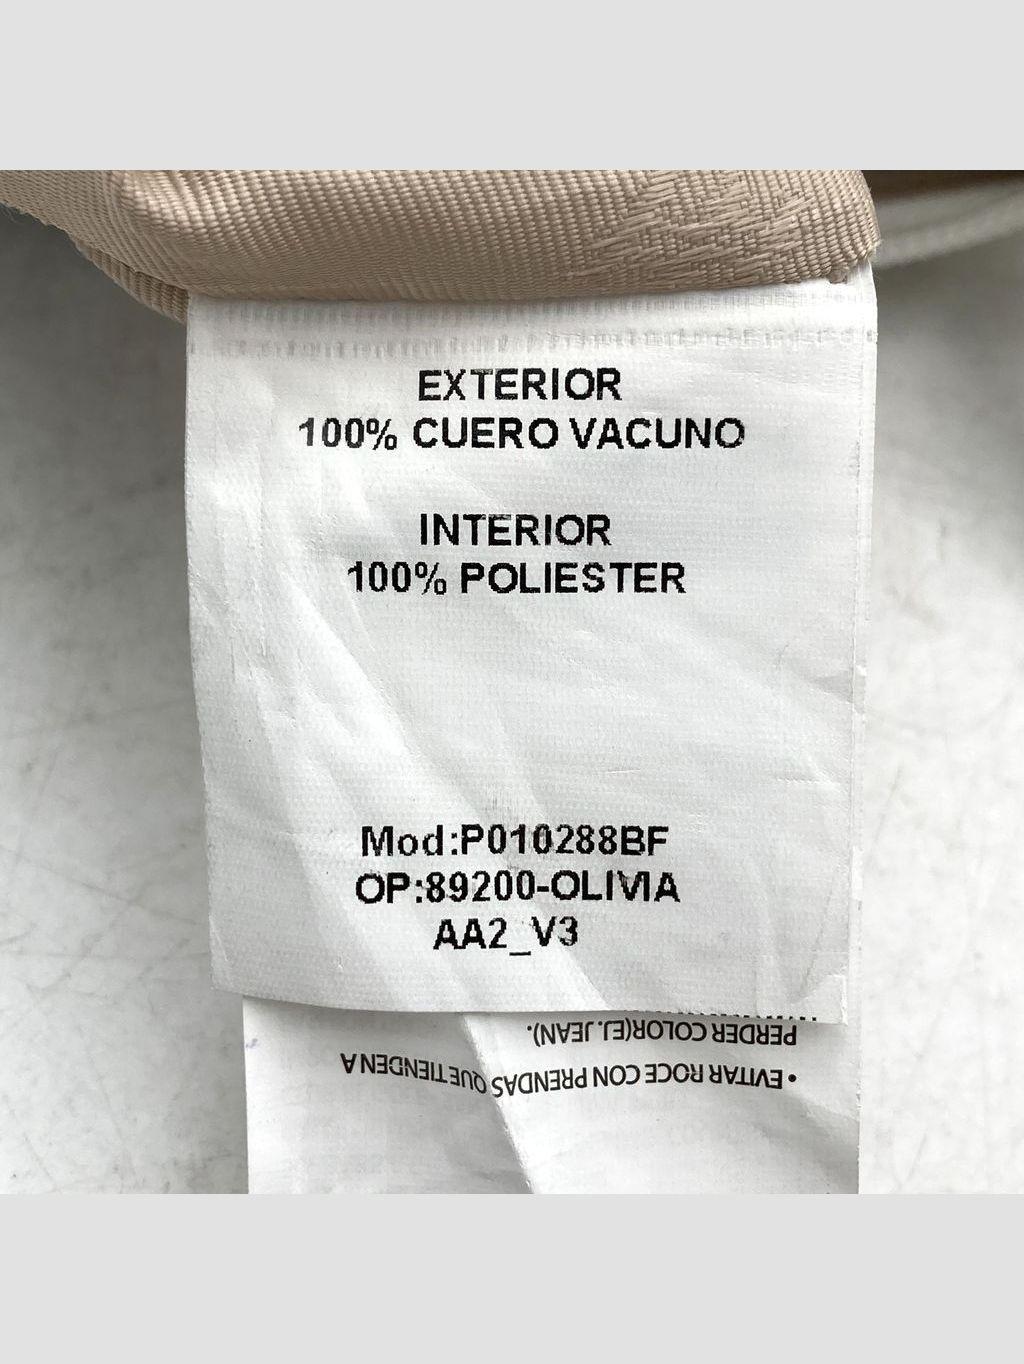 EXTERIOR
100% CUERO VACUNO
INTERIOR
100% POLIESTER
Mod:P010288BF
OP:89200-OLIVIA
AA2_V3
• EVITAR ROCE CON PRENDAS QUE TIENDEN A
PERDER COLOR(EJ. JEAN).